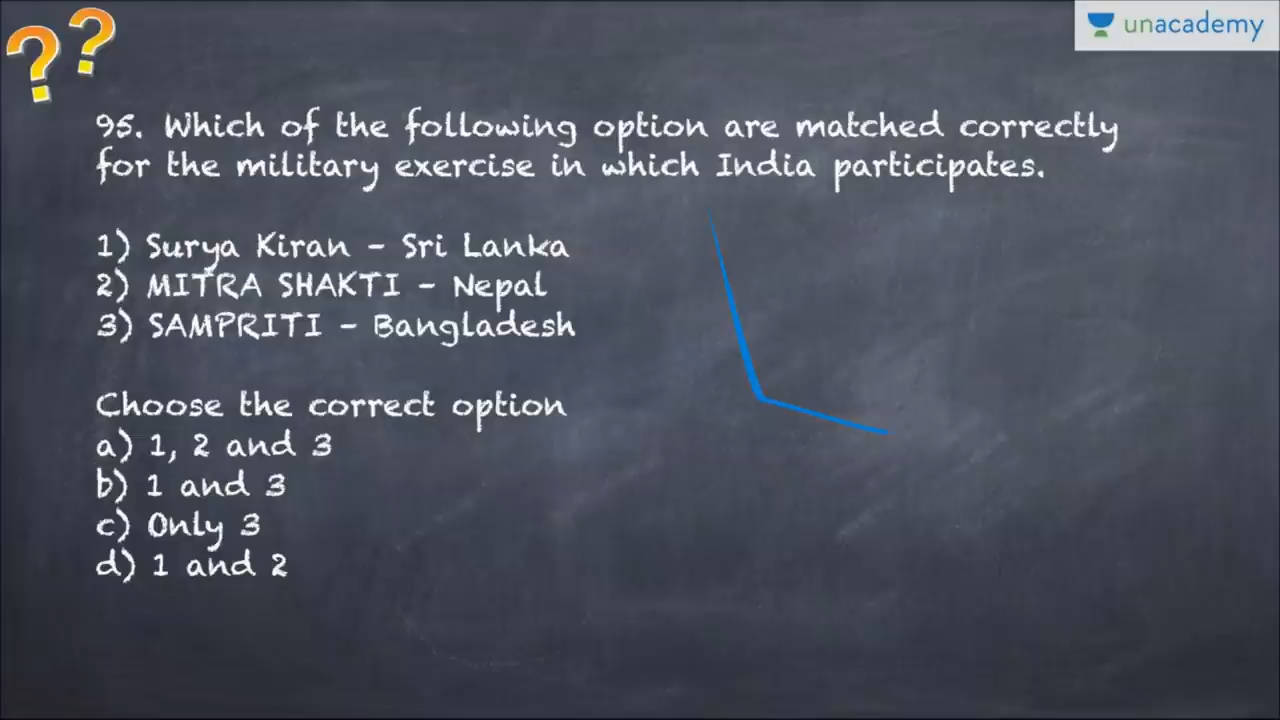 ??
unacademy
95. Which of the following option are matched correctly
for the military exercise in which India participates.
1) Surya Kiran - Sri Lanka
2) MITRA SHAKTI - Nepal
3) SAMPRITI - Bangladesh
Choose the correct option
a) 1, 2 and 3
b) 1 and 3
c) Only 3
d) 1 and 2